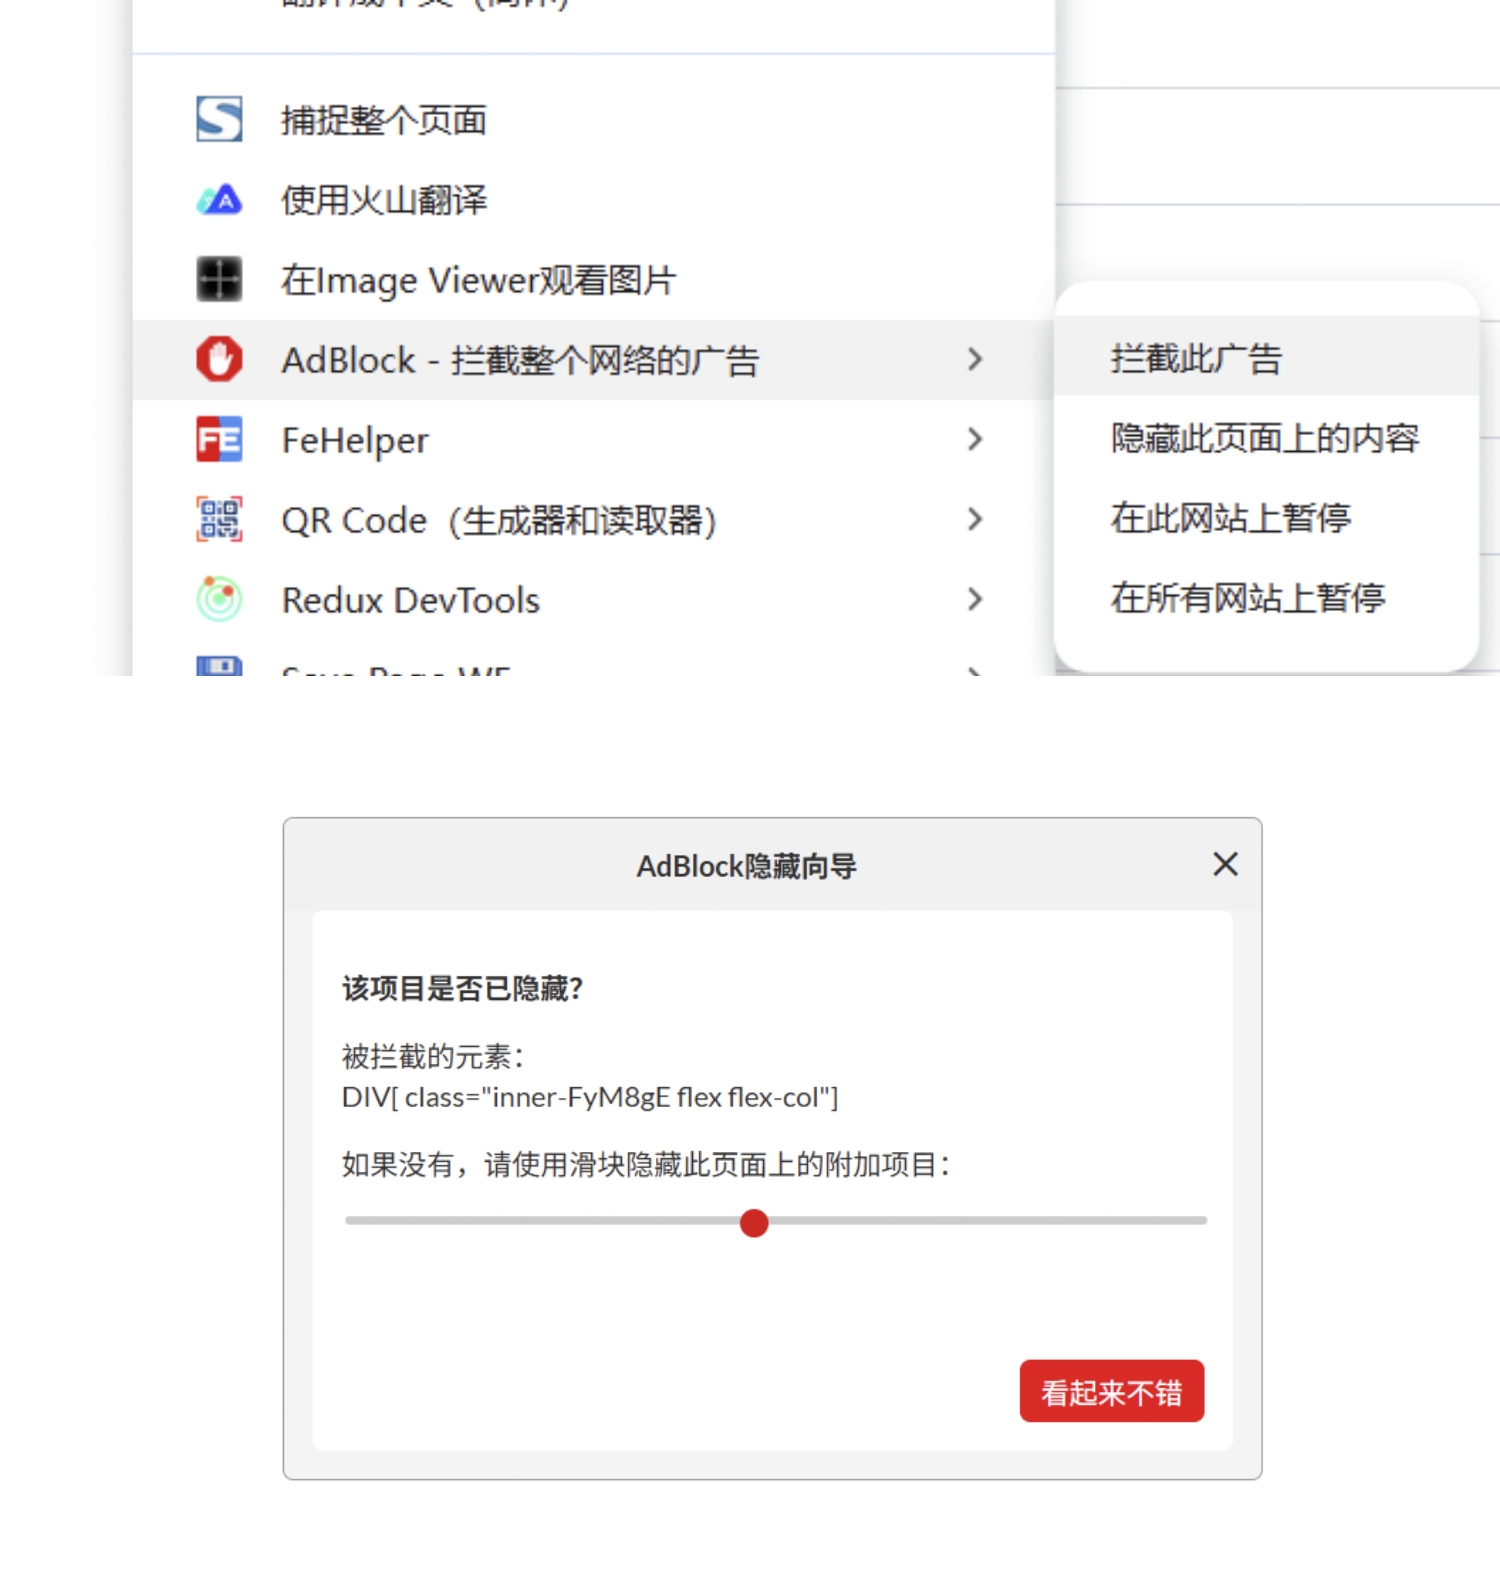 捕捉整个页面
使用火山翻译
在Image Viewer观看图片
AdBlock - 拦截整个网络的广告
FeHelper
QR Code（生成器和读取器）
Redux DevTools
拦截此广告
隐藏此页面上的内容
在此网站上暂停
在所有网站上暂停
AdBlock隐藏向导
该项目是否已隐藏?
被拦截的元素：
DIV[ class="inner-FyM8gE flex flex-col"]
如果没有，请使用滑块隐藏此页面上的附加项目：
看起来不错